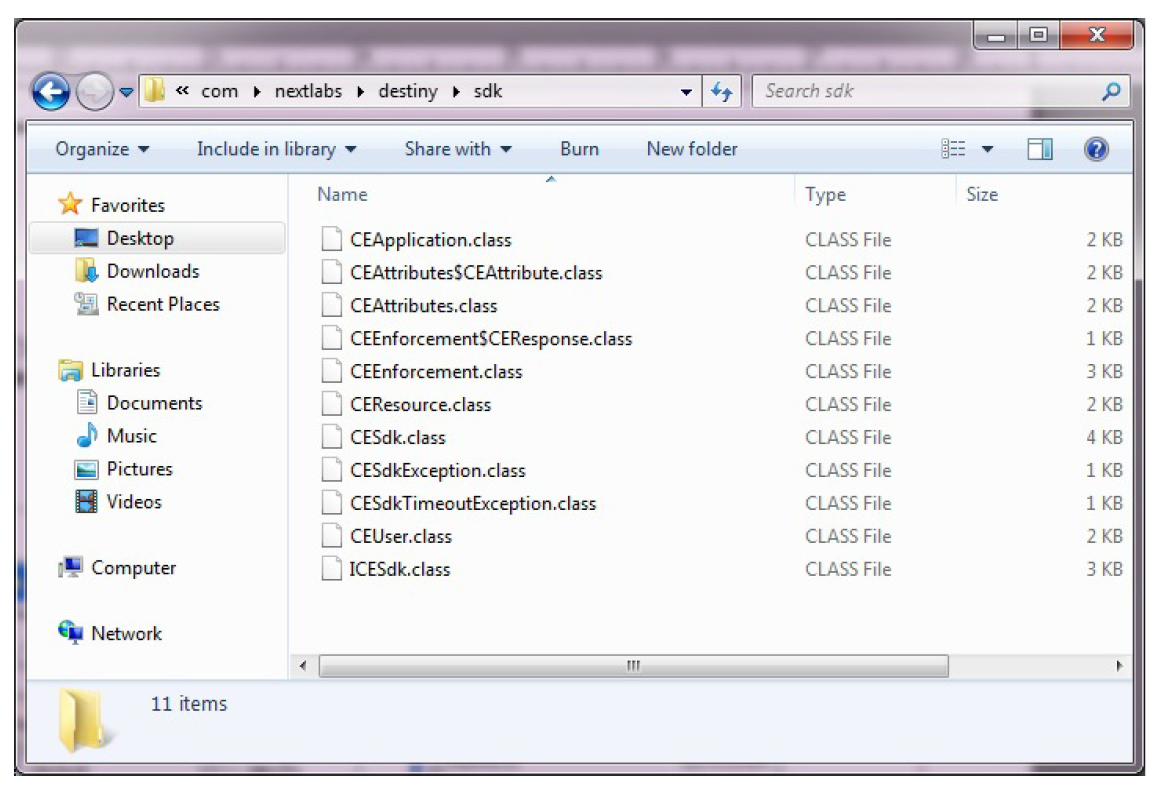 « com ▸ nextlabs ▸ destiny ▸ sdk Search sdk
Organize Include in library Share with Burn New folder
Name Type Size
Favorites
Desktop
Downloads
Recent Places
Libraries
Documents
Music
Pictures
Videos
Computer
Network
CEApplication.class CLASS File 2 KB
CEAttributes$CEAttribute.class CLASS File 2 KB
CEAttributes.class CLASS File 2 KB
CEEnforcement$CEResponse.class CLASS File 1 KB
CEEnforcement.class CLASS File 3 KB
CEResource.class CLASS File 2 KB
CESdk.class CLASS File 4 KB
CESdkException.class CLASS File 1 KB
CESdkTimeoutException.class CLASS File 1 KB
CEUser.class CLASS File 2 KB
ICESdk.class CLASS File 3 KB
11 items